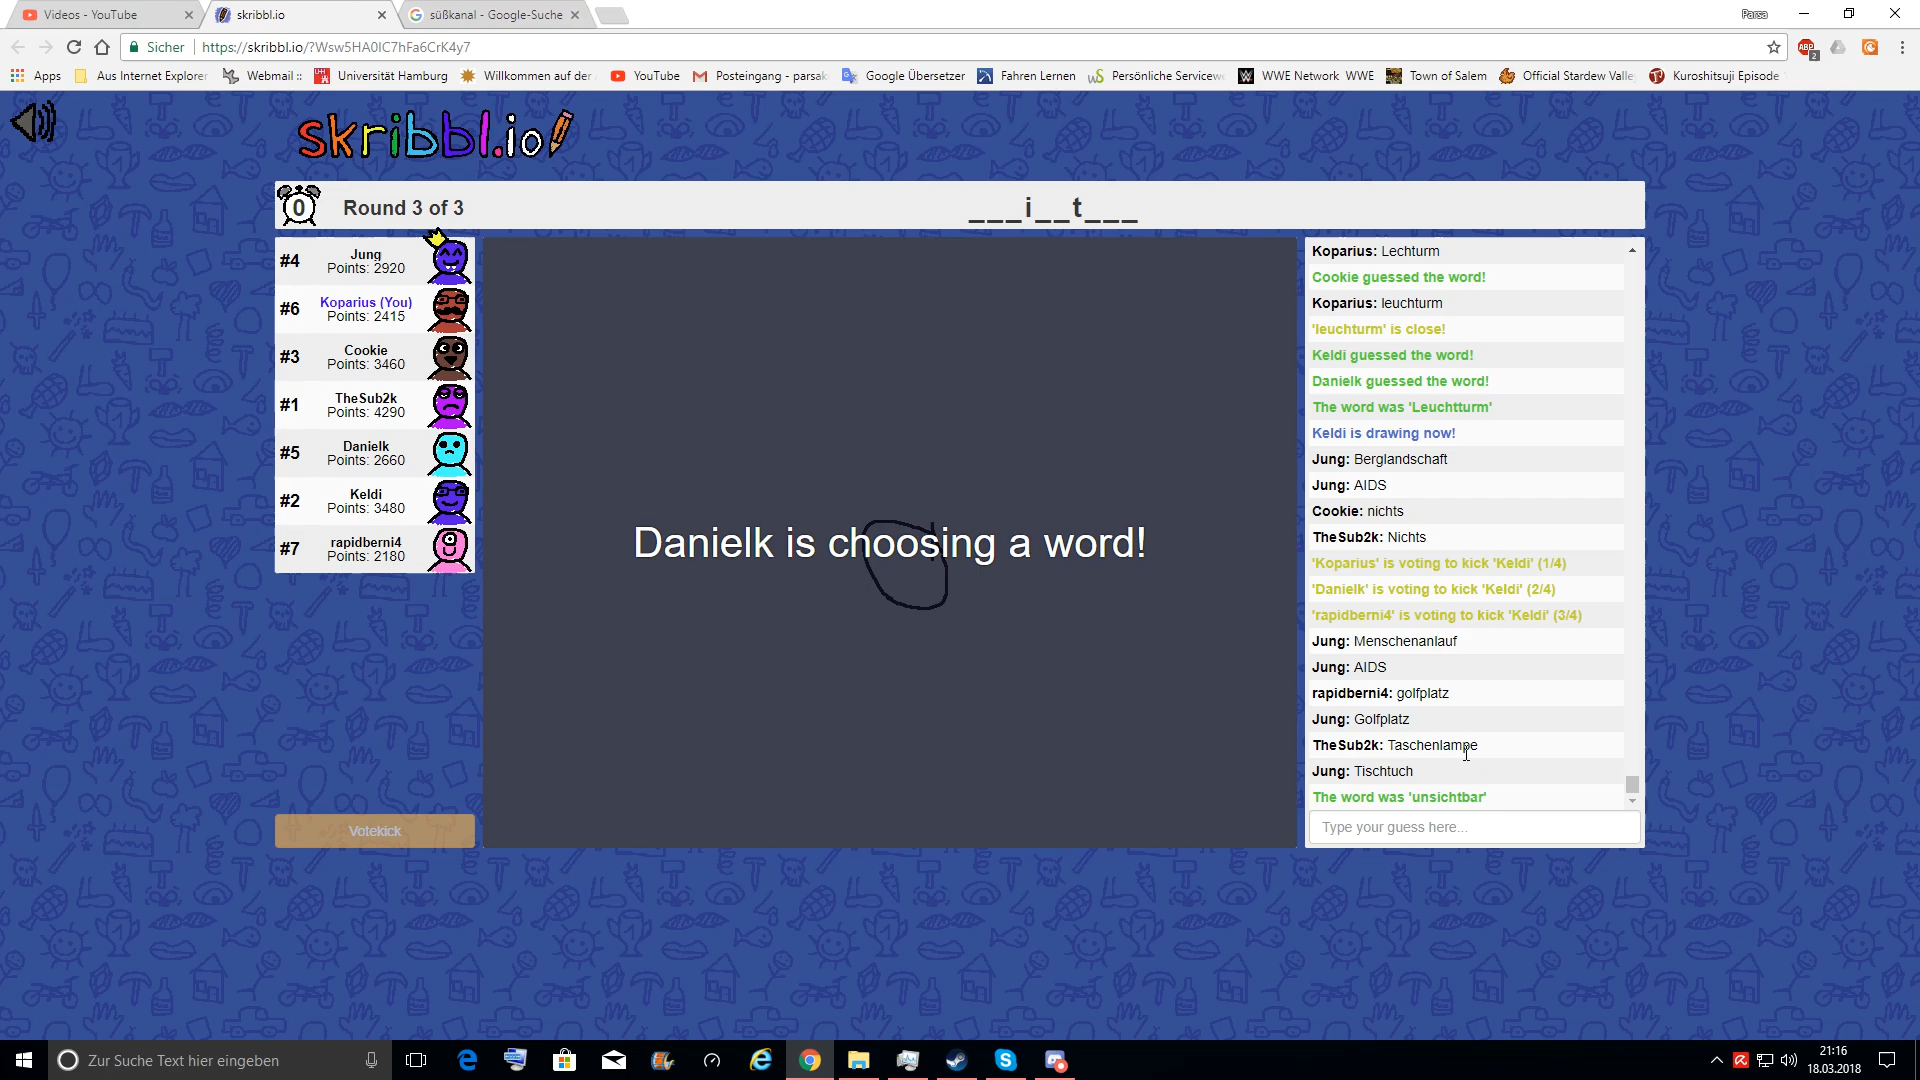 Videos - YouTube
skribbl.io
süßkanal - Google-Suche
Parsa
Sicher
https://skribbl.io/?Wsw5HA0IC7hFa6CrK4y7
ABP
2
Apps
Aus Internet Explorer
Webmail ::
Universität Hamburg
Willkommen auf der
YouTube
Posteingang - parsak
Google Übersetzer
Fahren Lernen
Persönliche Servicew
WWE Network WWE
Town of Salem
Official Stardew Valle
Kuroshitsuji Episode
skribbl.io
0
Round 3 of 3
___i__t___
#4
Jung
Points: 2920
#6
Koparius (You)
Points: 2415
#3
Cookie
Points: 3460
#1
TheSub2k
Points: 4290
#5
Danielk
Points: 2660
#2
Keldi
Points: 3480
#7
rapidberni4
Points: 2180
Votekick
Danielk is choosing a word!
Koparius: Lechturm
Cookie guessed the word!
Koparius: leuchturm
'leuchturm' is close!
Keldi guessed the word!
Danielk guessed the word!
The word was 'Leuchtturm'
Keldi is drawing now!
Jung: Berglandschaft
Jung: AIDS
Cookie: nichts
TheSub2k: Nichts
'Koparius' is voting to kick 'Keldi' (1/4)
'Danielk' is voting to kick 'Keldi' (2/4)
'rapidberni4' is voting to kick 'Keldi' (3/4)
Jung: Menschenanlauf
Jung: AIDS
rapidberni4: golfplatz
Jung: Golfplatz
TheSub2k: Taschenlampe
Jung: Tischtuch
The word was 'unsichtbar'
Type your guess here...
Zur Suche Text hier eingeben
21:16
18.03.2018